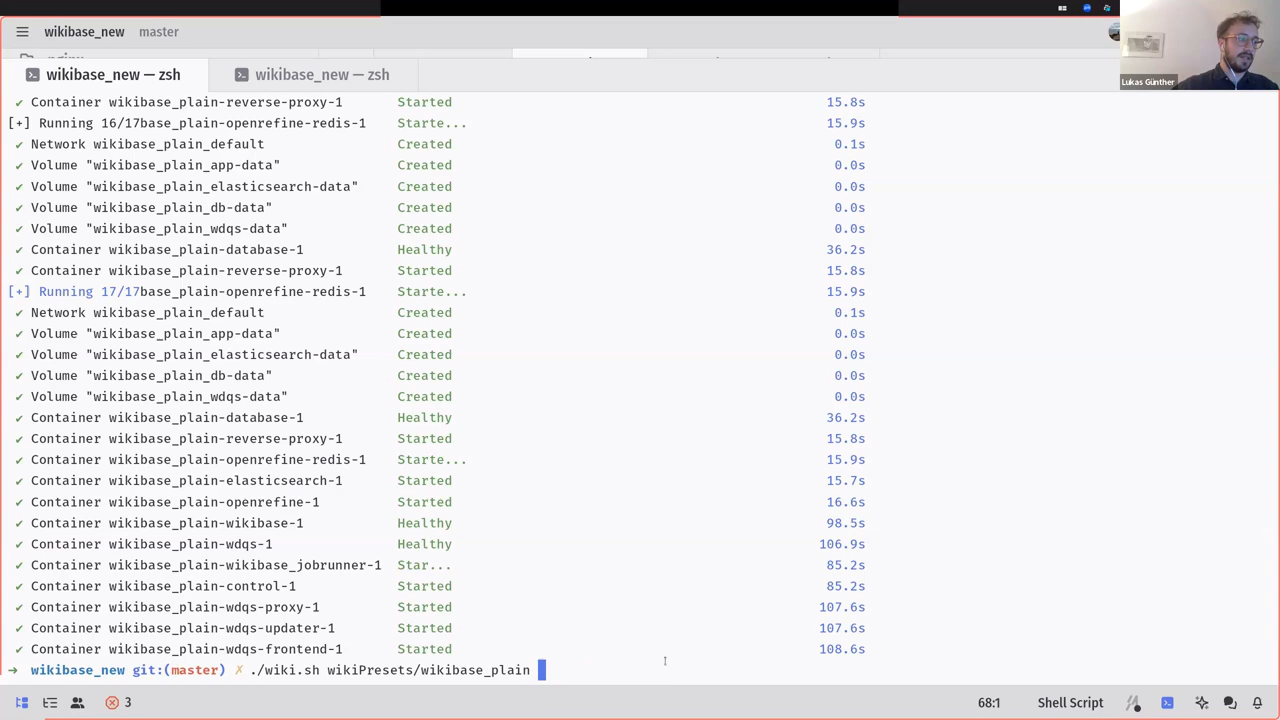 wikibase_new master
Lukas Günther
wikibase_new — zsh wikibase_new — zsh
✔ Container wikibase_plain-reverse-proxy-1 Started 15.8s
[+] Running 16/17base_plain-openrefine-redis-1 Starte... 15.9s
✔ Network wikibase_plain_default Created 0.1s
✔ Volume "wikibase_plain_app-data" Created 0.0s
✔ Volume "wikibase_plain_elasticsearch-data" Created 0.0s
✔ Volume "wikibase_plain_db-data" Created 0.0s
✔ Volume "wikibase_plain_wdqs-data" Created 0.0s
✔ Container wikibase_plain-database-1 Healthy 36.2s
✔ Container wikibase_plain-reverse-proxy-1 Started 15.8s
[+] Running 17/17base_plain-openrefine-redis-1 Starte... 15.9s
✔ Network wikibase_plain_default Created 0.1s
✔ Volume "wikibase_plain_app-data" Created 0.0s
✔ Volume "wikibase_plain_elasticsearch-data" Created 0.0s
✔ Volume "wikibase_plain_db-data" Created 0.0s
✔ Volume "wikibase_plain_wdqs-data" Created 0.0s
✔ Container wikibase_plain-database-1 Healthy 36.2s
✔ Container wikibase_plain-reverse-proxy-1 Started 15.8s
✔ Container wikibase_plain-openrefine-redis-1 Starte... 15.9s
✔ Container wikibase_plain-elasticsearch-1 Started 15.7s
✔ Container wikibase_plain-openrefine-1 Started 16.6s
✔ Container wikibase_plain-wikibase-1 Healthy 98.5s
✔ Container wikibase_plain-wdqs-1 Healthy 106.9s
✔ Container wikibase_plain-wikibase_jobrunner-1 Star... 85.2s
✔ Container wikibase_plain-control-1 Started 85.2s
✔ Container wikibase_plain-wdqs-proxy-1 Started 107.6s
✔ Container wikibase_plain-wdqs-updater-1 Started 107.6s
✔ Container wikibase_plain-wdqs-frontend-1 Started 108.6s
➜ wikibase_new git:(master) ✗ ./wiki.sh wikiPresets/wikibase_plain
3 68:1 Shell Script